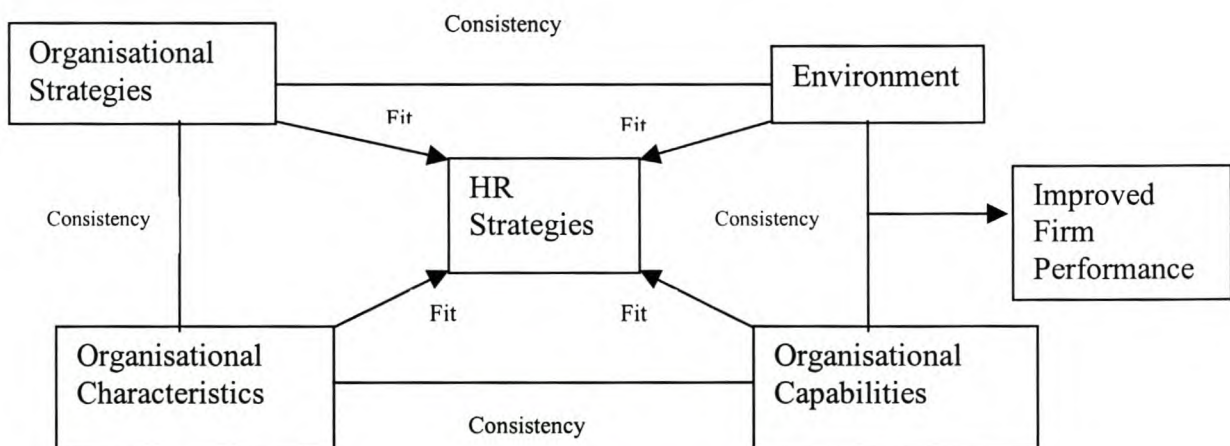 Consistency
Organisational
Strategies
Environment
Fit
Fit
HR
Strategies
Consistency
Consistency
Improved
Firm
Performance
Fit
Fit
Organisational
Characteristics
Organisational
Capabilities
Consistency